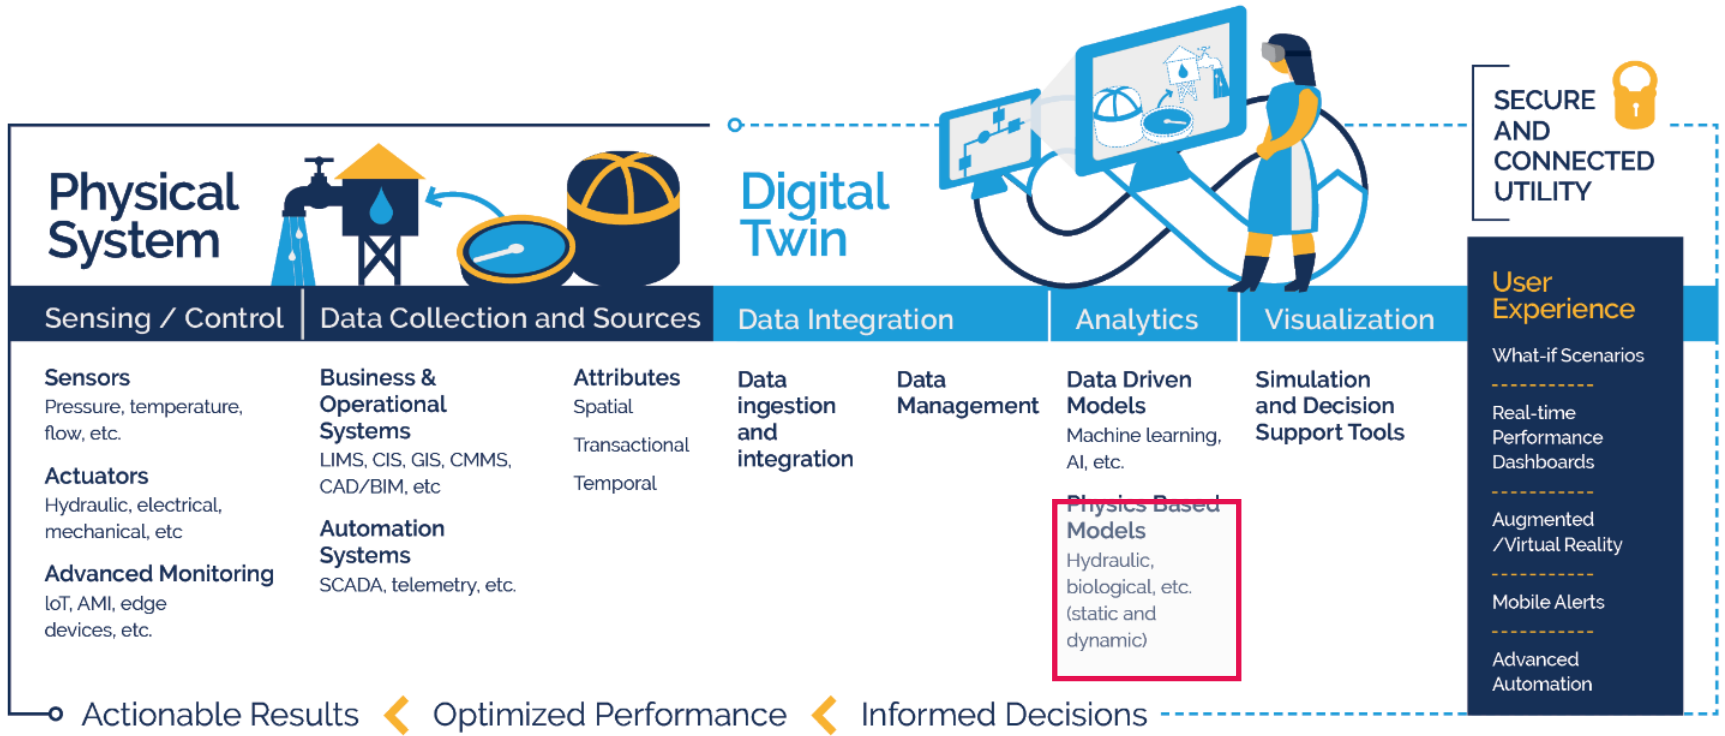 SECURE
AND
CONNECTED
UTILITY
Physical
System
Digital
Twin
Sensing / Control
Data Collection and Sources
Data Integration
Analytics
Visualization
Sensors
Pressure, temperature,
flow, etc.
Actuators
Hydraulic, electrical,
mechanical, etc
Advanced Monitoring
IoT, AMI, edge
devices, etc.
Business &
Operational
Systems
LIMS, CIS, GIS, CMMS,
CAD/BIM, etc
Automation
Systems
SCADA, telemetry, etc.
Attributes
Spatial
Transactional
Temporal
Data
ingestion
and
integration
Data
Management
Data Driven
Models
Machine learning,
AI, etc.
Physics Based
Models
Hydraulic,
biological, etc.
(static and
dynamic)
Simulation
and Decision
Support Tools
User
Experience
What-if Scenarios
Real-time
Performance
Dashboards
Augmented
/Virtual Reality
Mobile Alerts
Advanced
Automation
Actionable Results
Optimized Performance
Informed Decisions